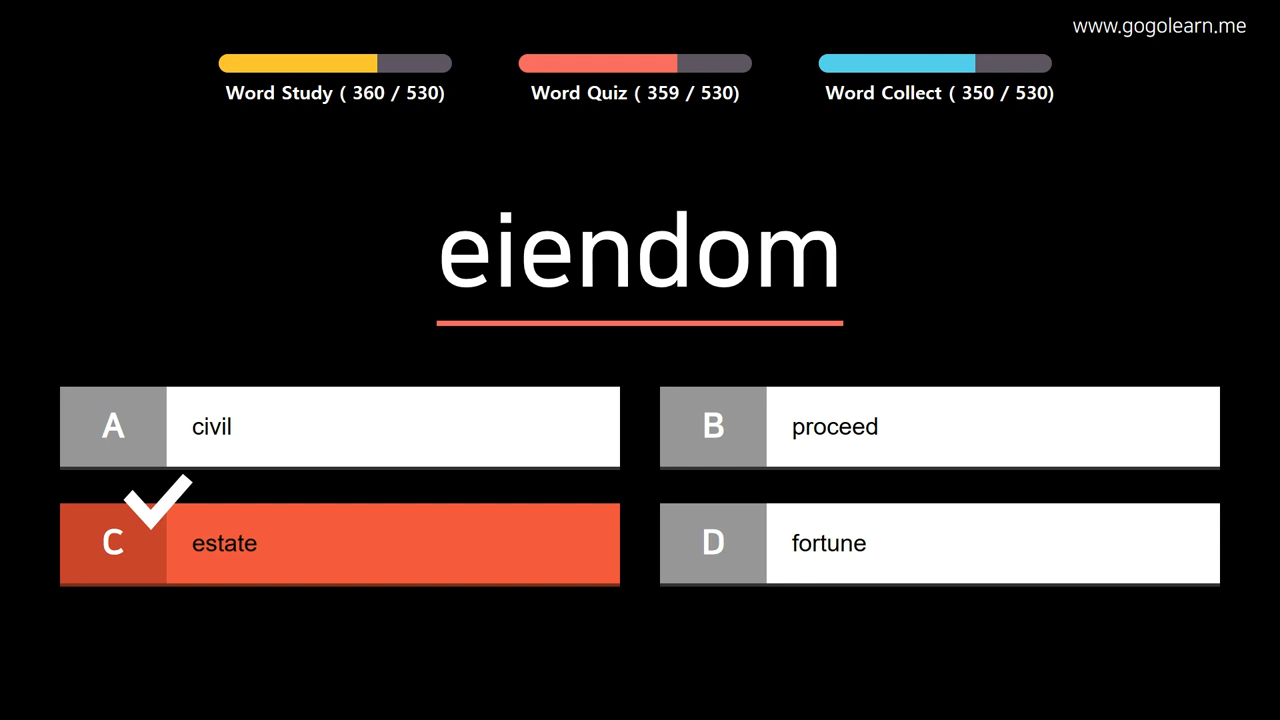 www.gogolearn.me
Word Study ( 360 / 530)
Word Quiz ( 359 / 530)
Word Collect ( 350 / 530)
eiendom
A
civil
B
proceed
C
estate
D
fortune